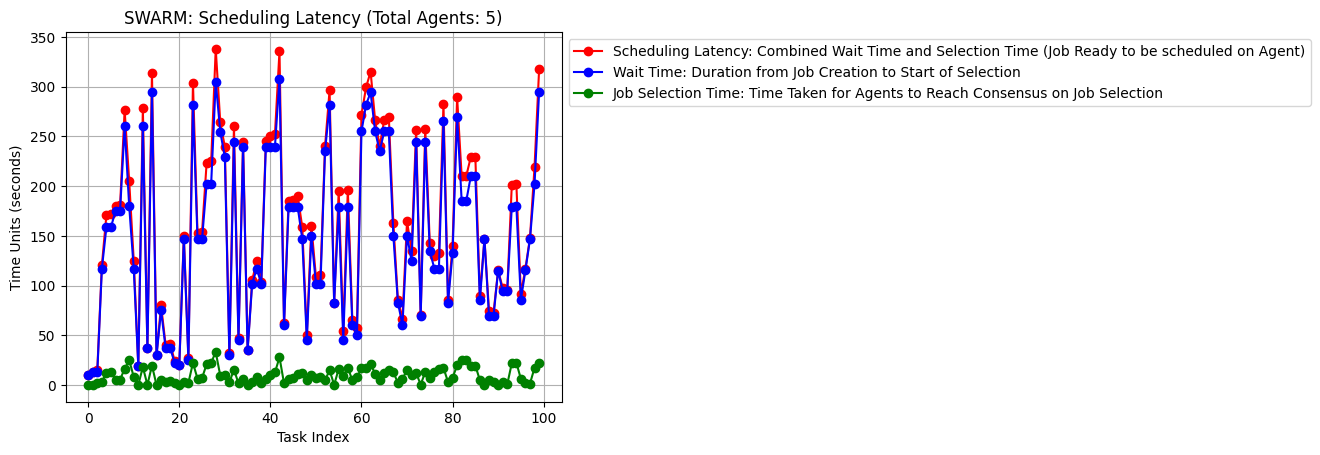 SWARM: Scheduling Latency (Total Agents: 5)
Scheduling Latency: Combined Wait Time and Selection Time (Job Ready to be scheduled on Agent)
Wait Time: Duration from Job Creation to Start of Selection
Job Selection Time: Time Taken for Agents to Reach Consensus on Job Selection
Time Units (seconds)
350
300
250
200
150
100
50
0
0 20 40 60 80 100
Task Index